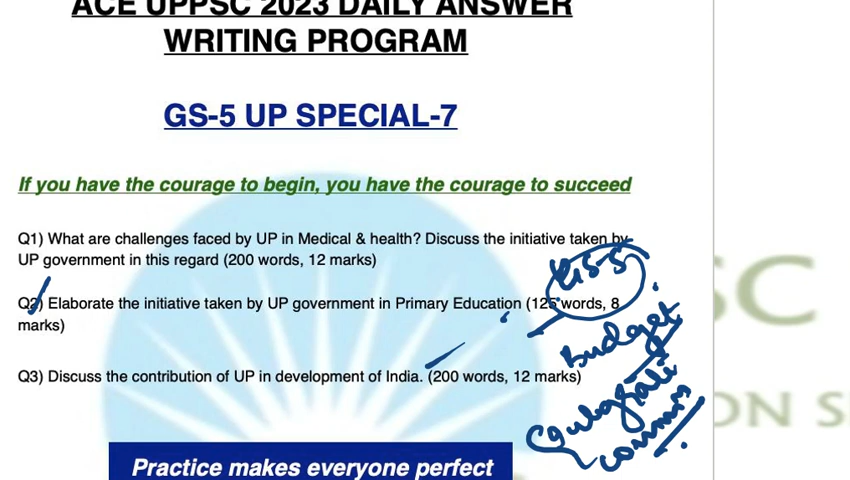 ACE UPPSC 2023 DAILY ANSWER
WRITING PROGRAM
GS-5 UP SPECIAL-7
If you have the courage to begin, you have the courage to succeed
Q1) What are challenges faced by UP in Medical & health? Discuss the initiative taken by
UP government in this regard (200 words, 12 marks)
GS-5
Q2) Elaborate the initiative taken by UP government in Primary Education (125 words, 8
marks)
Budget
Q3) Discuss the contribution of UP in development of India. (200 words, 12 marks)
SC
ON S
Practice makes everyone perfect